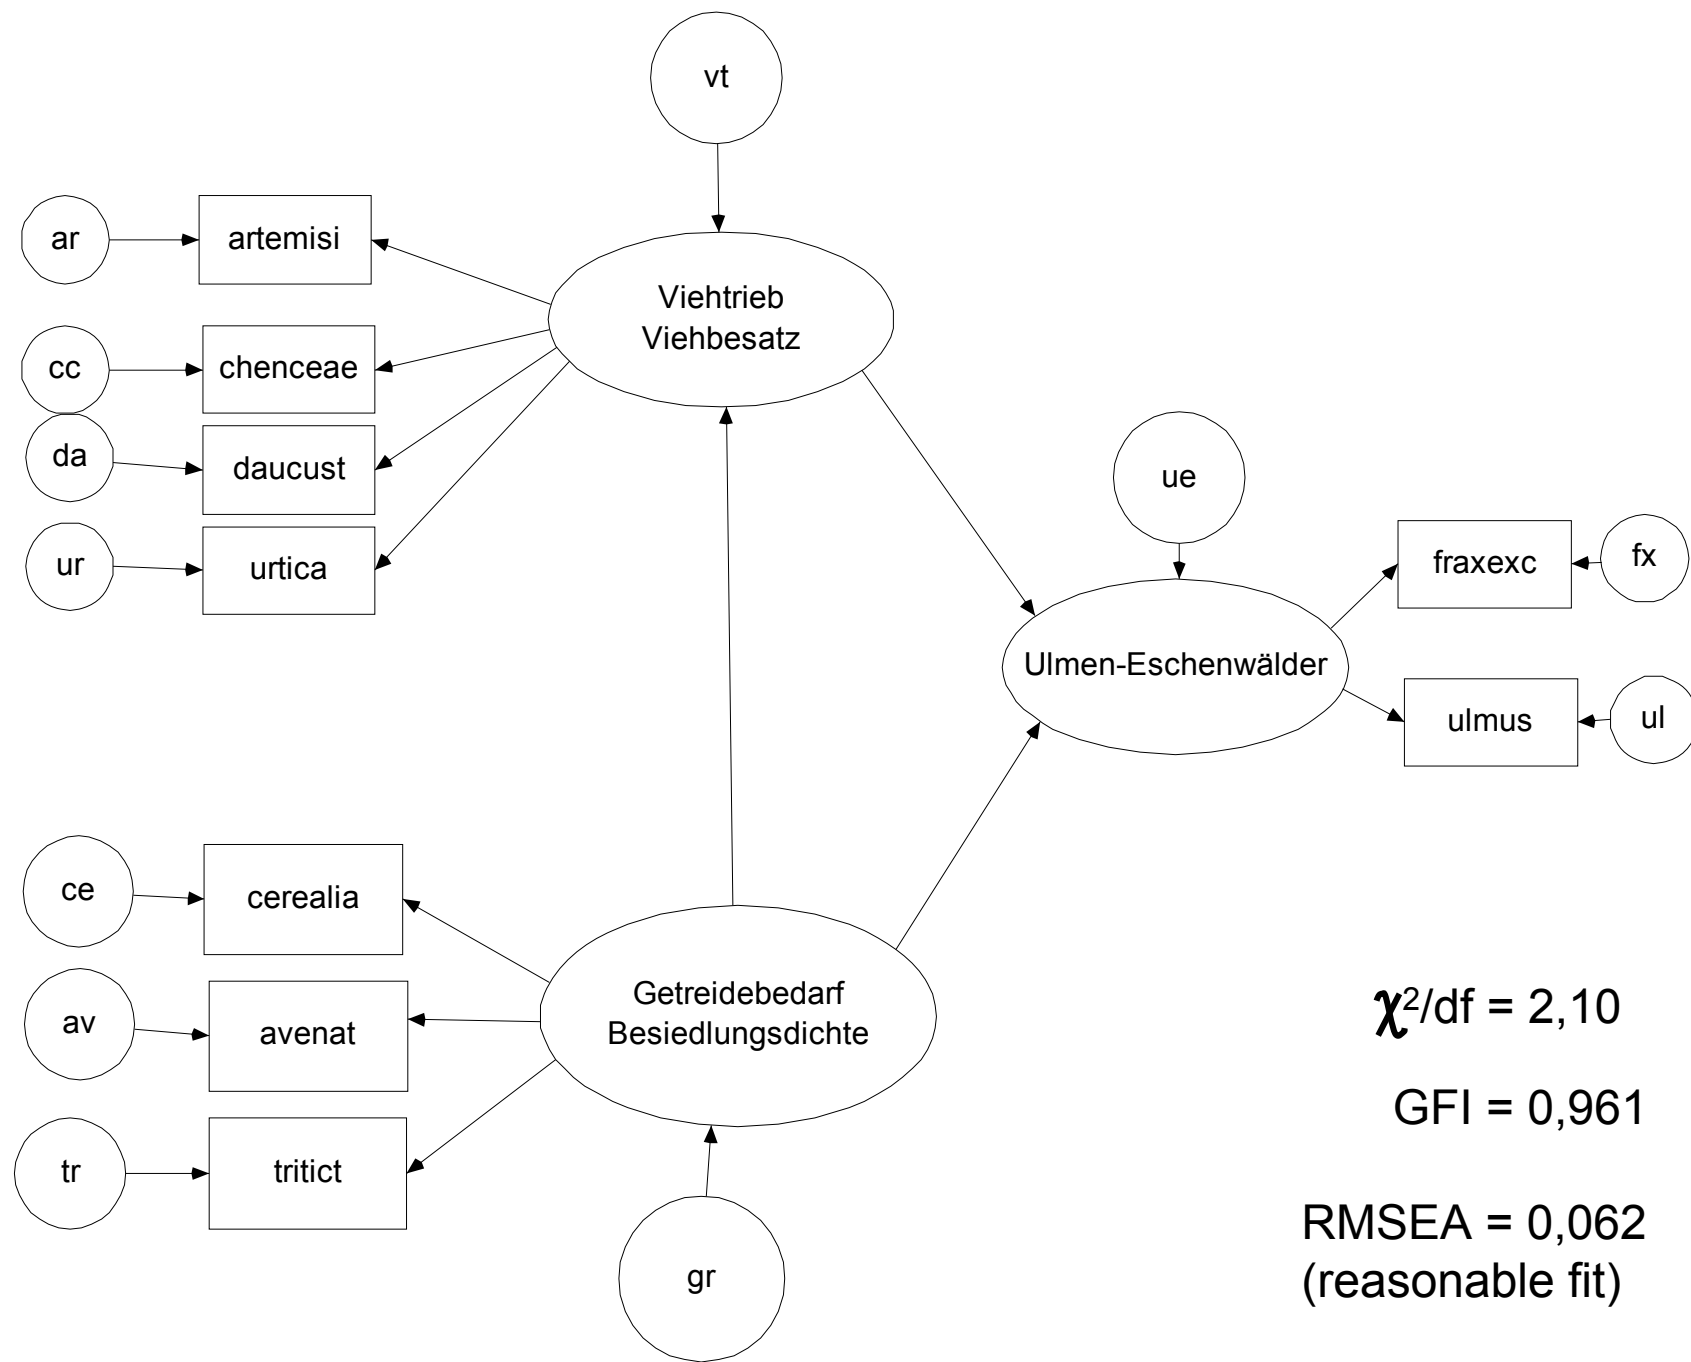 vt
ar
artemisi
Viehtrieb
Viehbesatz
cc
chenceae
da
daucust
ur
urtica
ue
fraxexc
fx
Ulmen-Eschenwälder
ulmus
ul
ce
cerealia
av
avenat
Getreidebedarf
Besiedlungsdichte
tr
tritict
gr
χ²/df = 2,10
GFI = 0,961
RMSEA = 0,062
(reasonable fit)